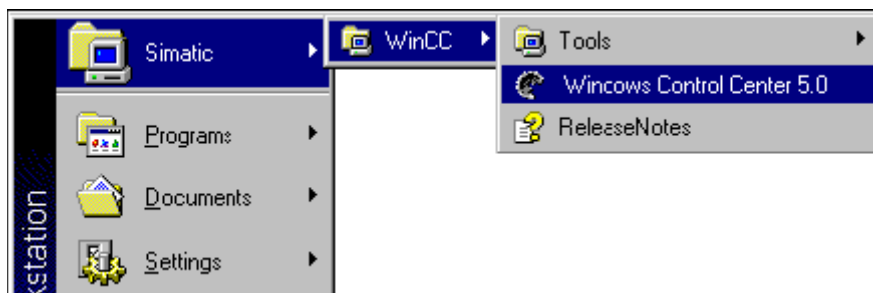 Simatic
WinCC
Tools
Wincows Control Center 5.0
ReleaseNotes
Programs
Documents
Settings
kstation